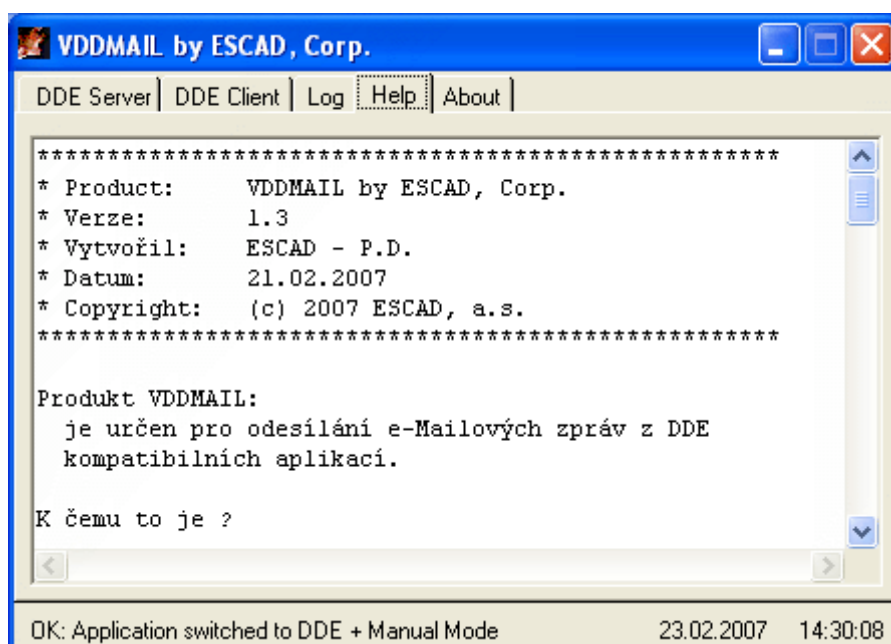 VDDMAIL by ESCAD, Corp.
DDE Server DDE Client Log Help About
*****************************************************
* Product: VDDMAIL by ESCAD, Corp.
* Verze: 1.3
* Vytvořil: ESCAD - P.D.
* Datum: 21.02.2007
* Copyright: (c) 2007 ESCAD, a.s.
*****************************************************
Produkt VDDMAIL:
je určen pro odesílání e-Mailových zpráv z DDE
kompatibilních aplikací.
K čemu to je ?
OK: Application switched to DDE + Manual Mode 23.02.2007 14:30:08